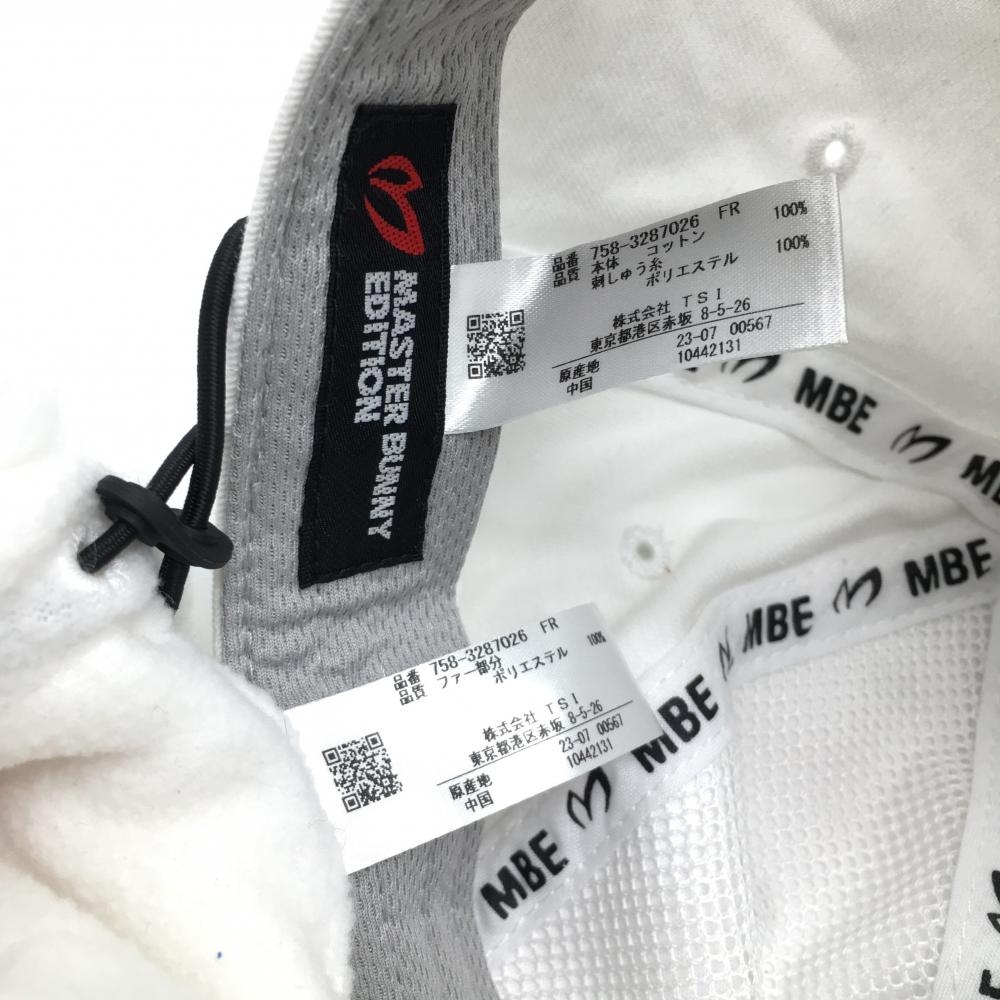 MASTER BUNNY
EDITION
品番 758-3287026 FR
品質 本体 コットン 100%
刺しゅう糸
ポリエステル 100%
株式会社 TSI
東京都港区赤坂 8-5-26
23-07 00567
10442131
原産地
中国
MBE
MBE
MBE
MBE
MBE
品番 758-3287026 FR
品質 ファー部分
ポリエステル 100%
株式会社 TSI
東京都港区赤坂 8-5-26
23-07 00567
10442131
原産地
中国